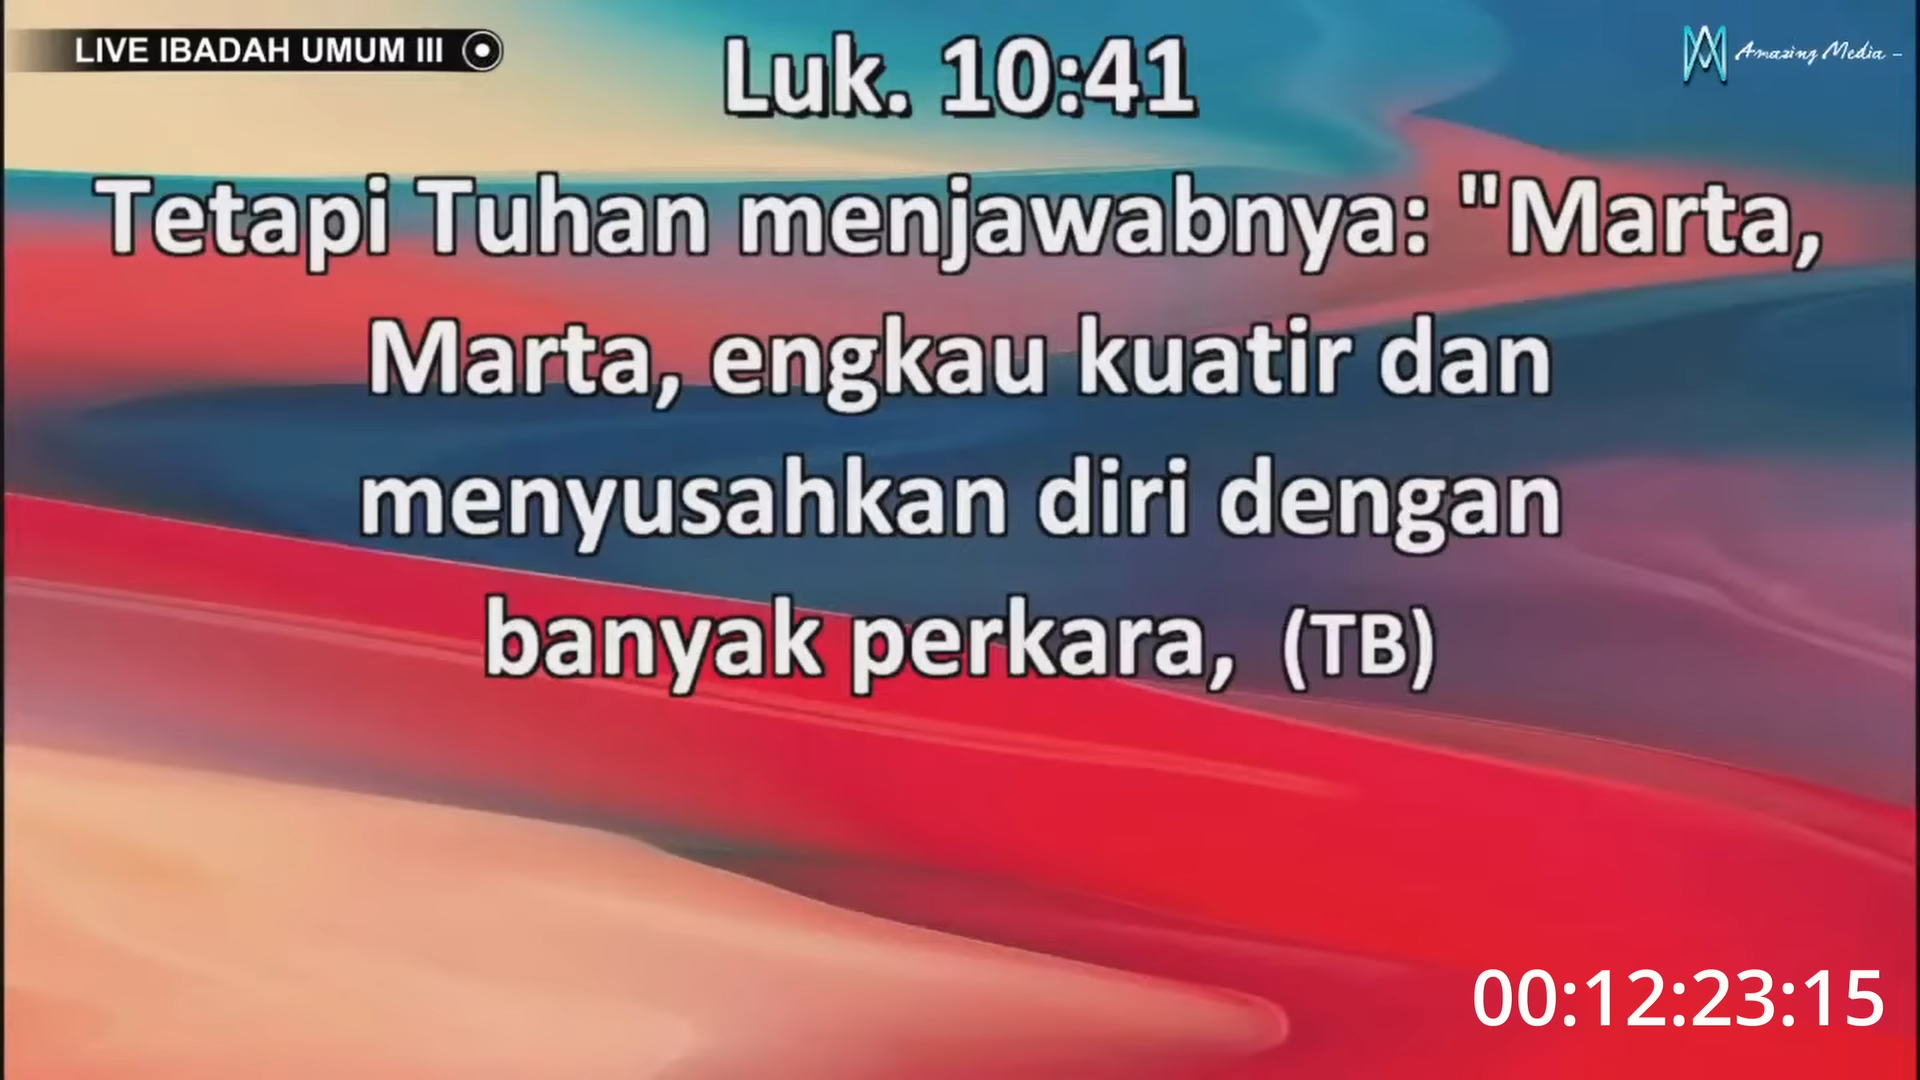 LIVE IBADAH UMUM III
Amazing Media -
Luk. 10:41
Tetapi Tuhan menjawabnya: "Marta,
Marta, engkau kuatir dan
menyusahkan diri dengan
banyak perkara, (TB)
00:12:23:15